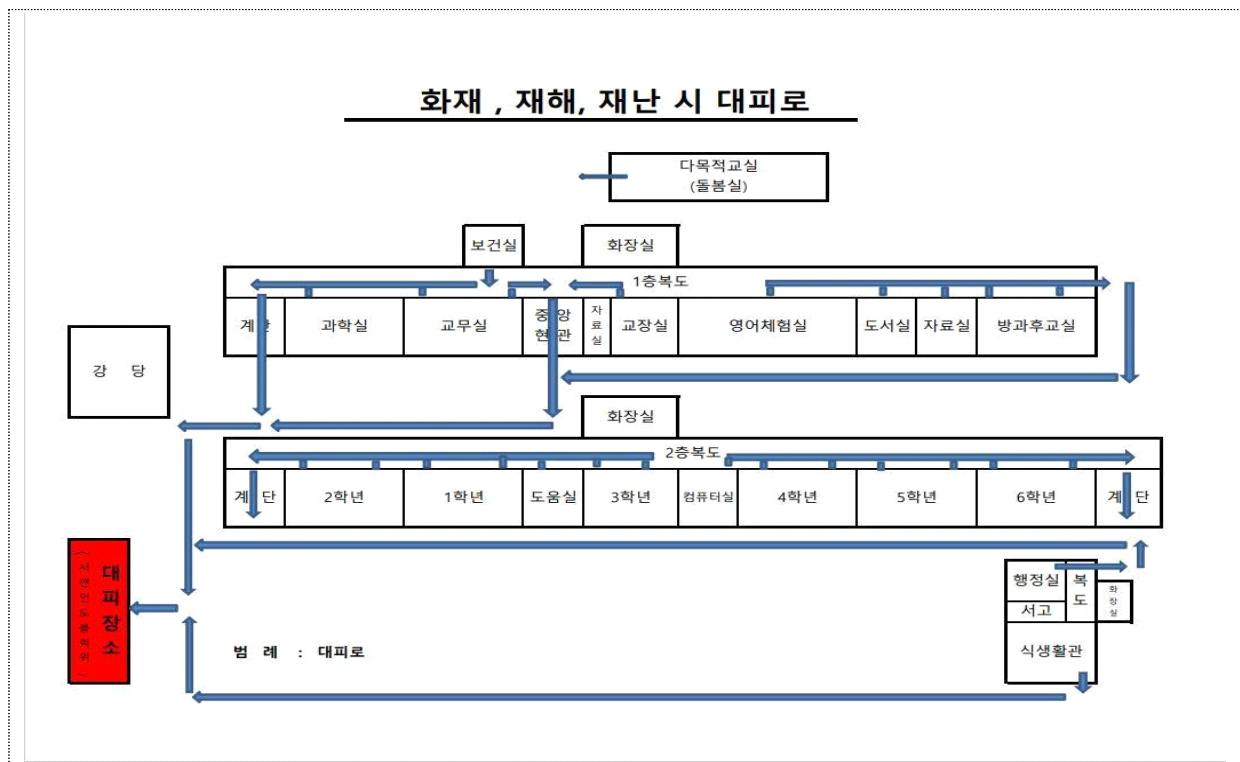 화재 , 재해, 재난 시 대피로
다목적교실
(돌봄실)
보건실
화장실
1층복도
계단
과학실
교무실
중앙
현관
자료실
교장실
영어체험실
도서실
자료실
방과후교실
강 당
화장실
2층복도
계 단
2학년
1학년
도움실
3학년
컴퓨터실
4학년
5학년
6학년
계 단
대피장소
행정실
복도
화장실
서고
식생활관
범 례 : 대피로